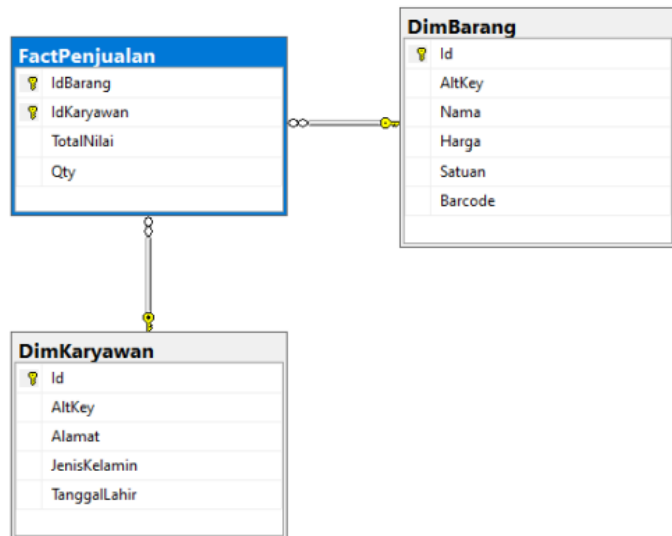 FactPenjualan
IdBarang
IdKaryawan
TotalNilai
Qty
DimBarang
Id
AltKey
Nama
Harga
Satuan
Barcode
DimKaryawan
Id
AltKey
Alamat
JenisKelamin
TanggalLahir